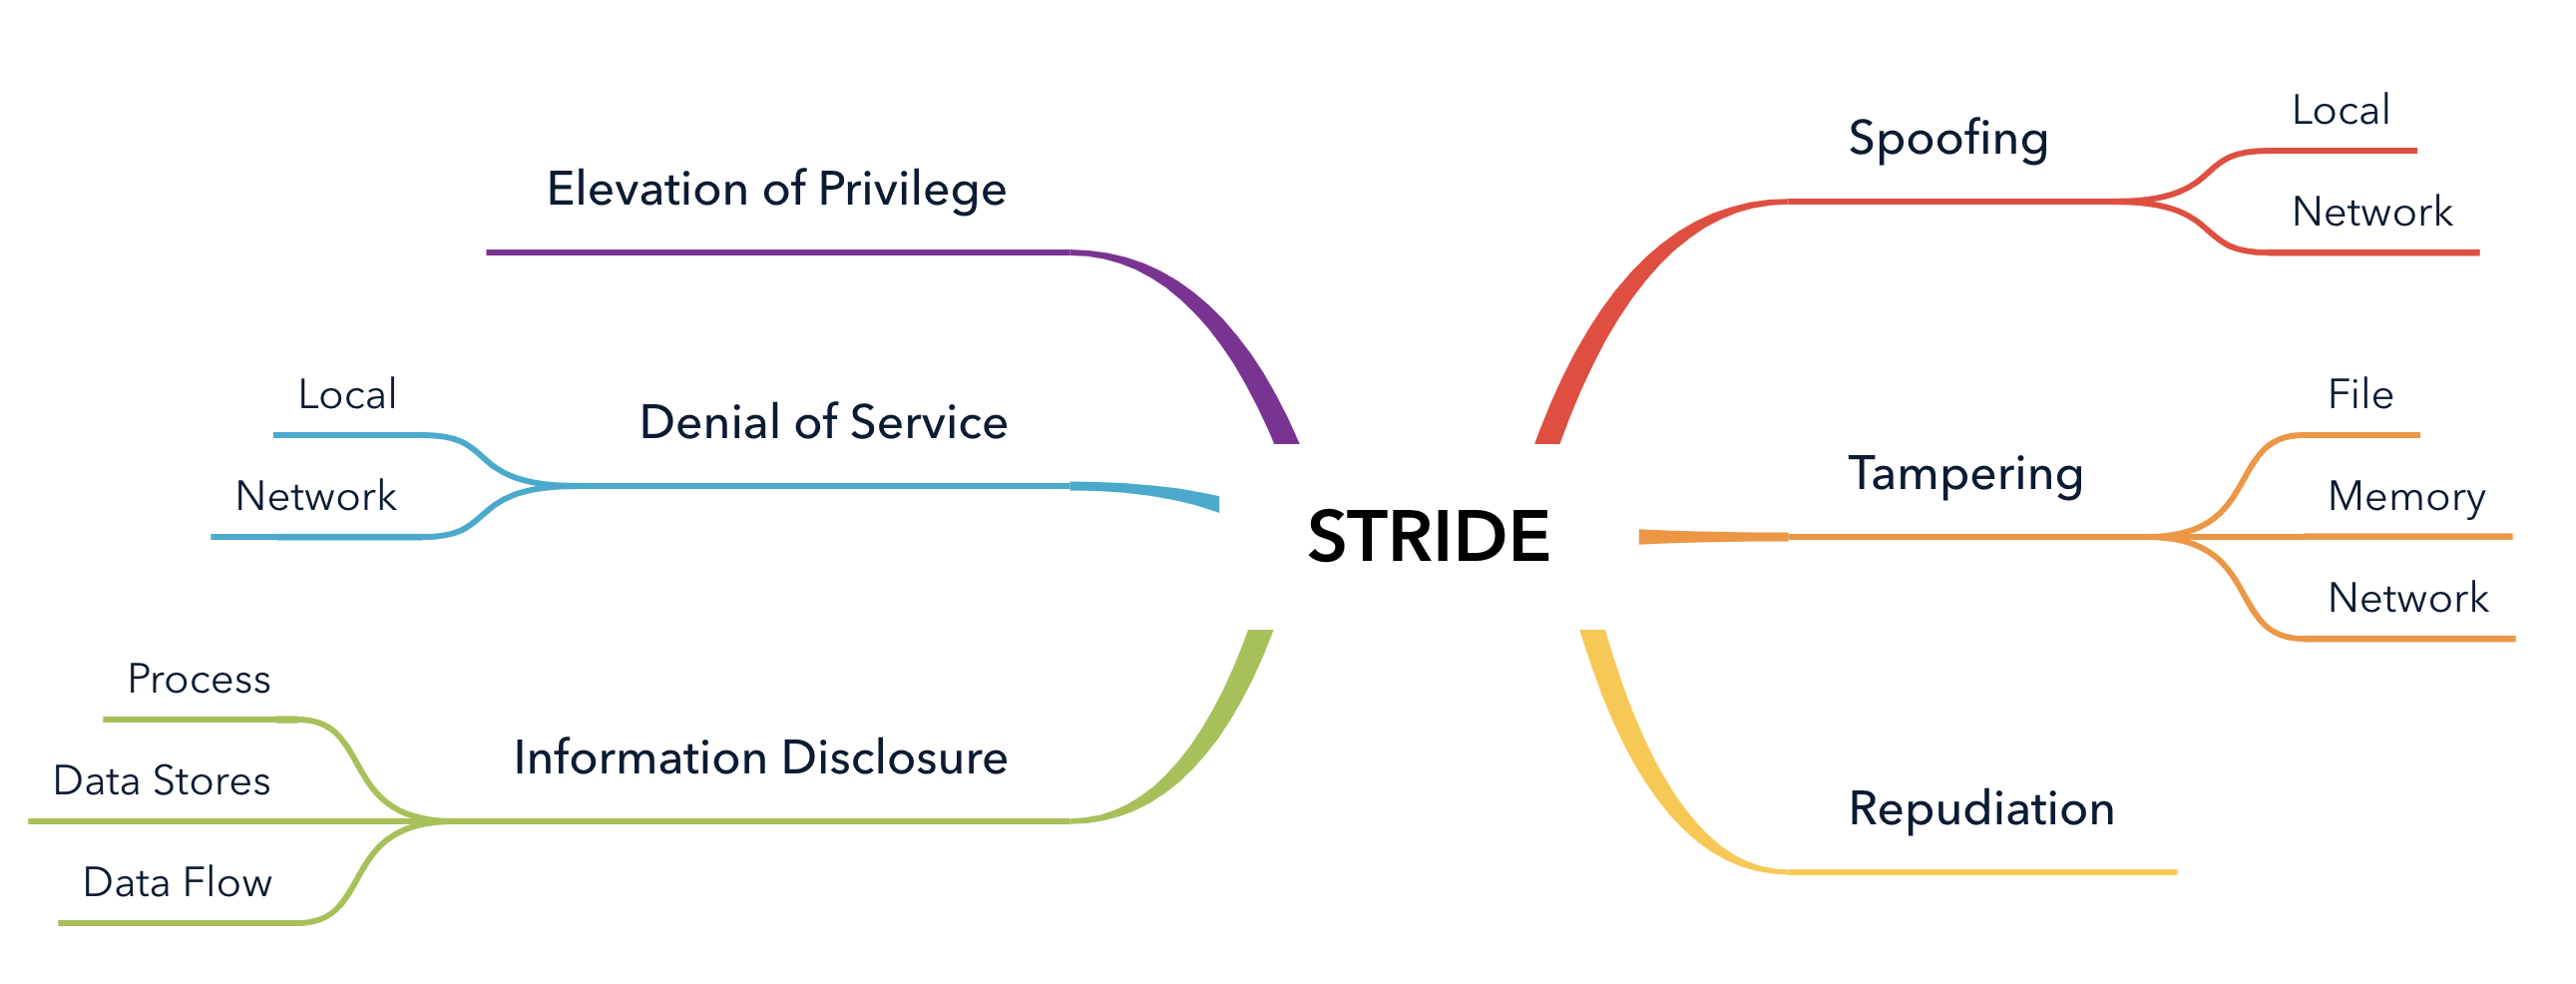 STRIDE
Spoofing
Local
Network
Tampering
File
Memory
Network
Repudiation
Information Disclosure
Process
Data Stores
Data Flow
Denial of Service
Local
Network
Elevation of Privilege